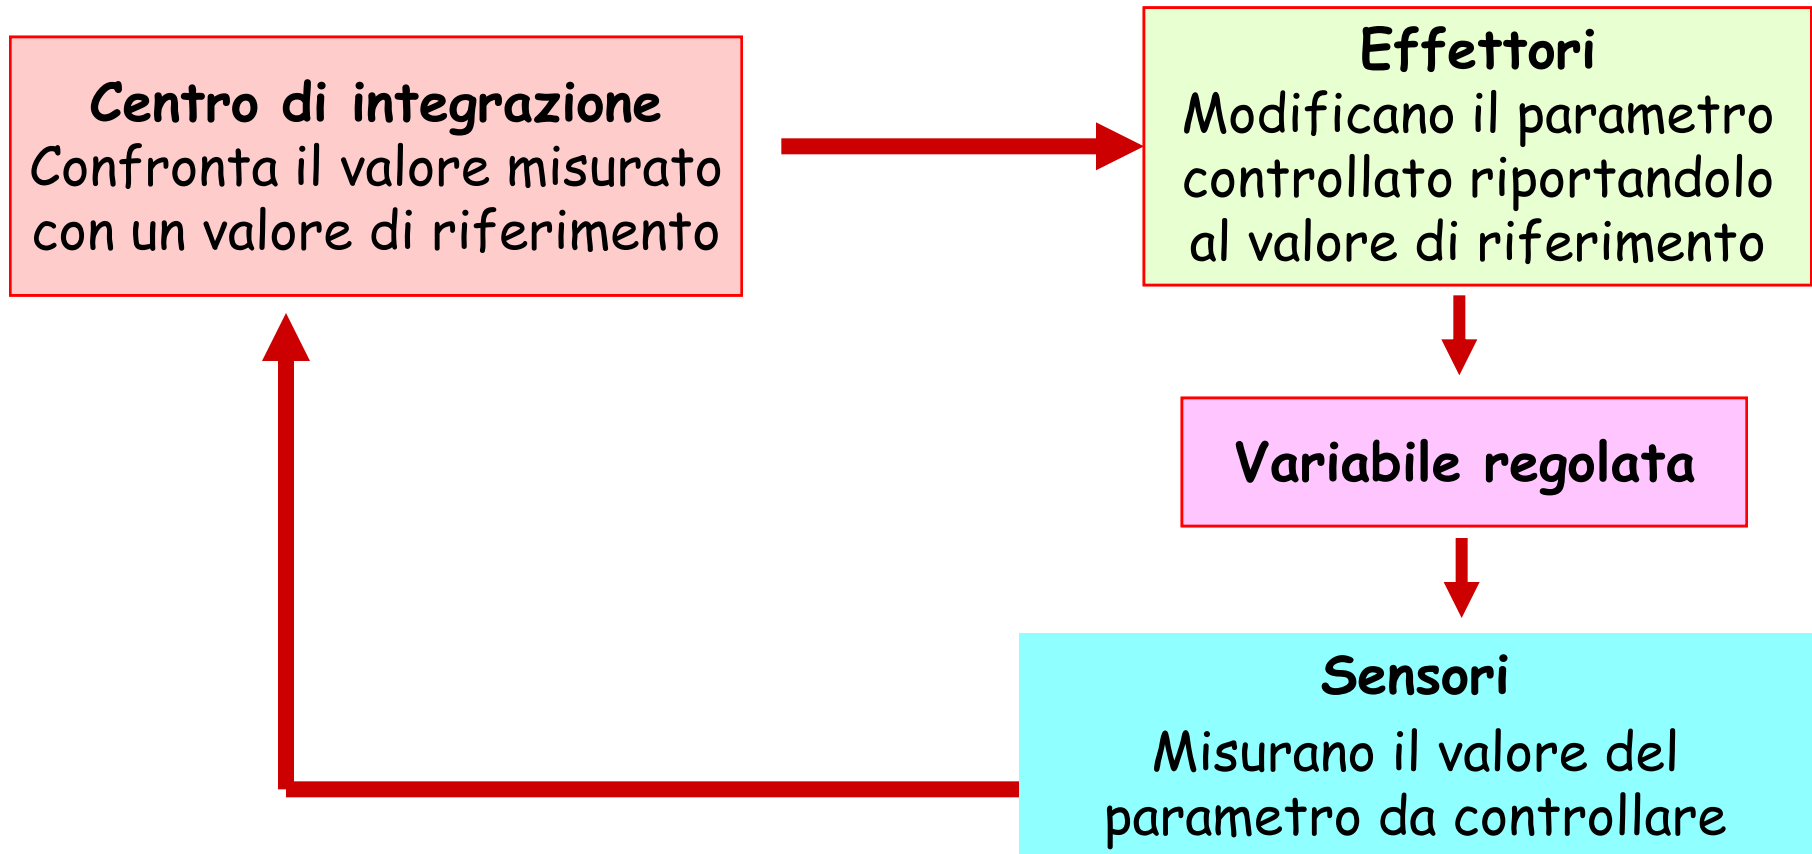 Centro di integrazione
Confronta il valore misurato
con un valore di riferimento
Effettori
Modificano il parametro
controllato riportandolo
al valore di riferimento
Variabile regolata
Sensori
Misurano il valore del
parametro da controllare